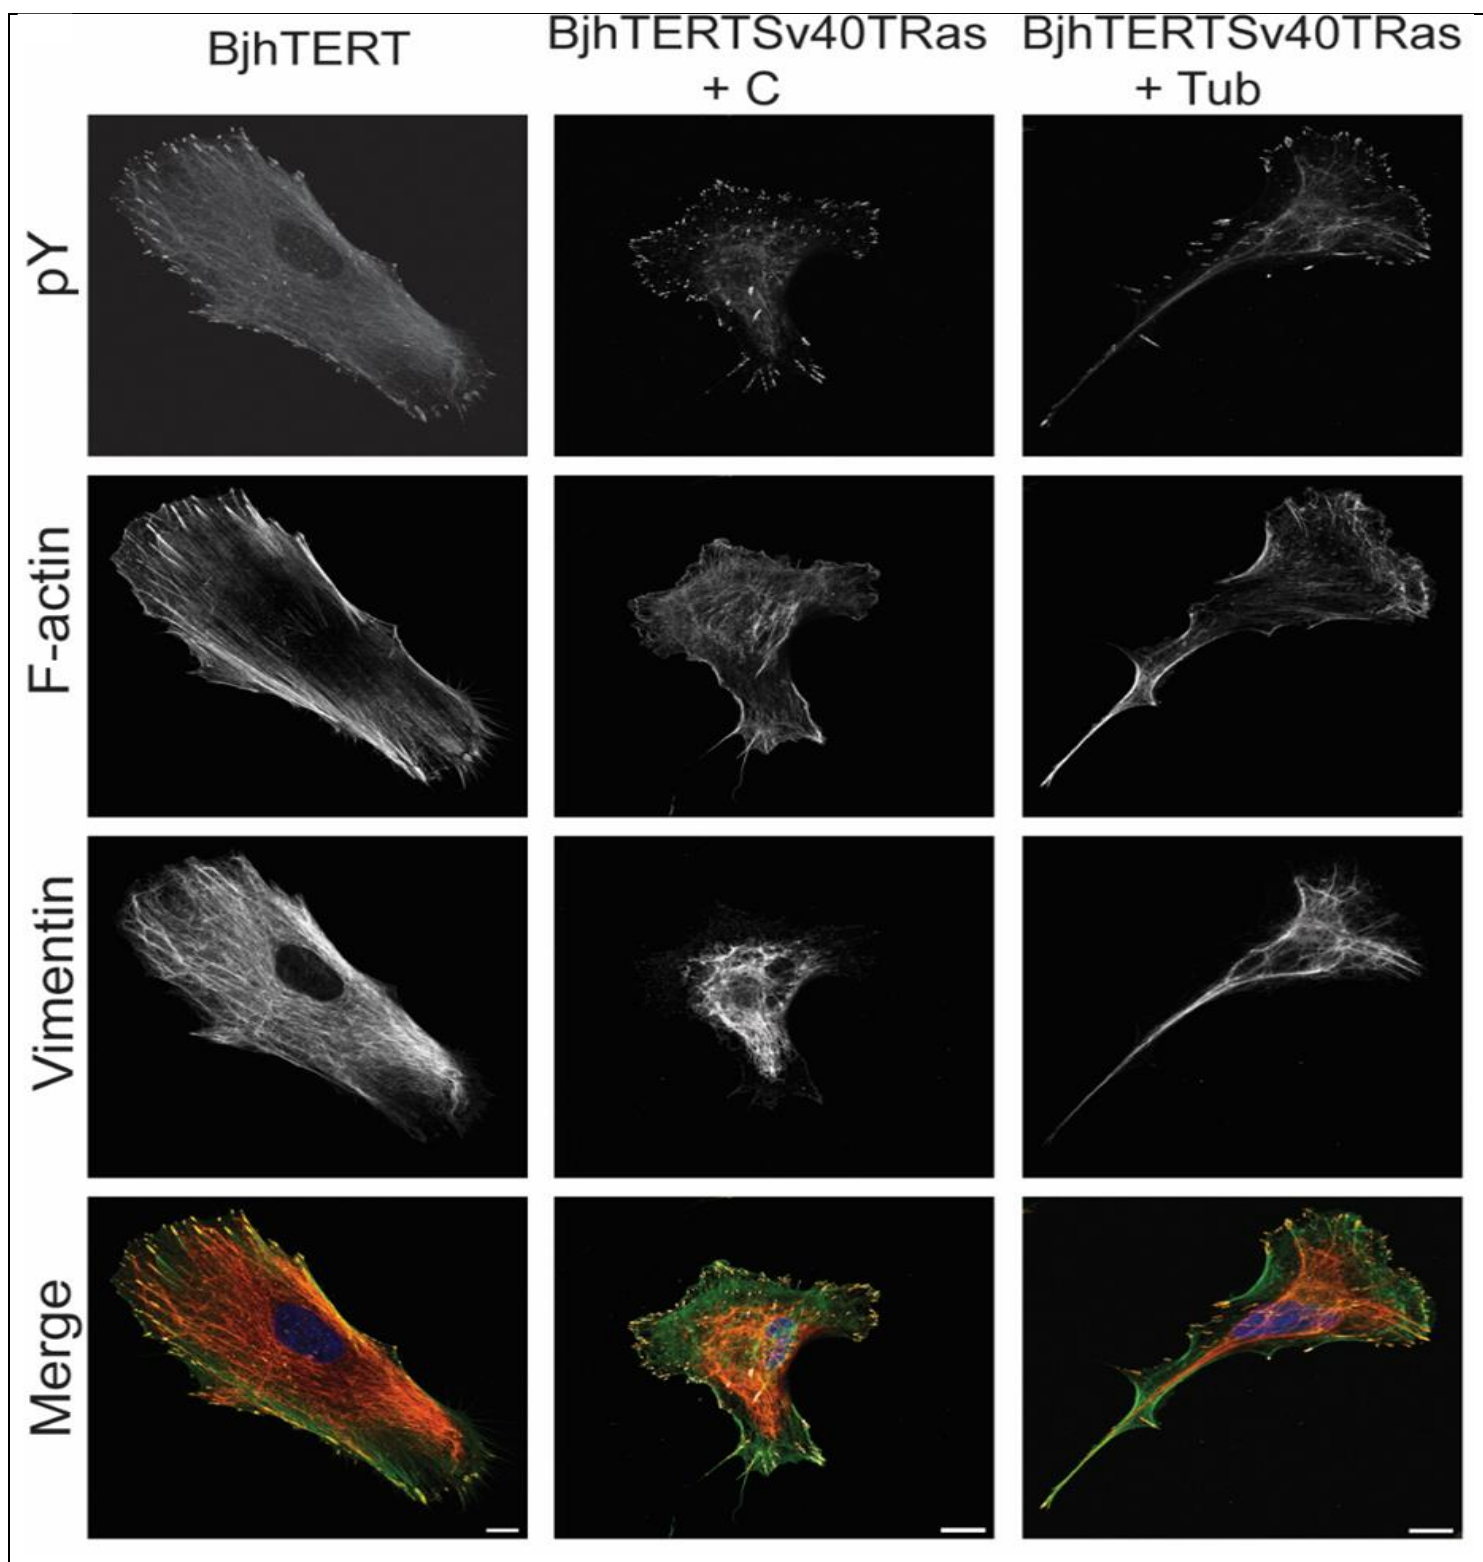 BjhTERT
BjhTERTSv40TRas
+ C
BjhTERTSv40TRas
+ Tub
pY
F-actin
Vimentin
Merge